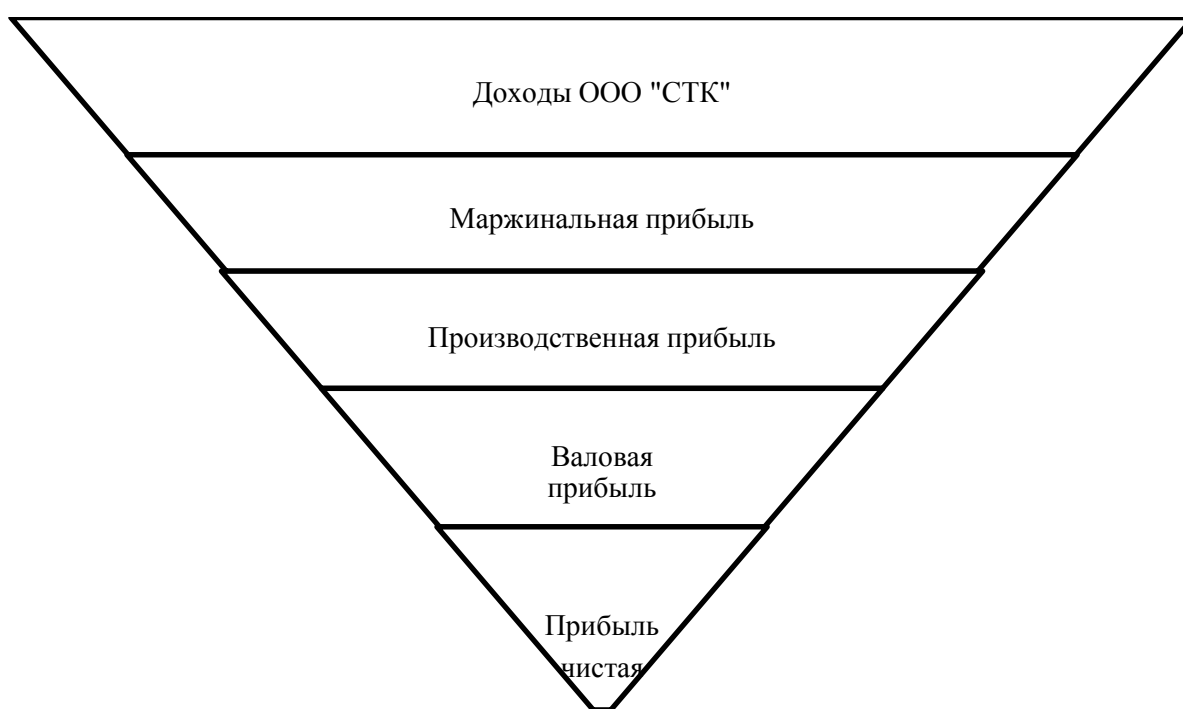 Доходы ООО "СТК"
Маржинальная прибыль
Производственная прибыль
Валовая
прибыль
Прибыль
чистая